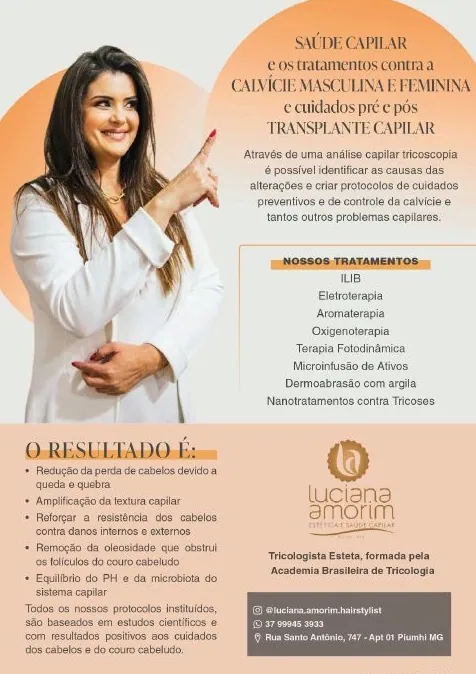 SAÚDE CAPILAR
e os tratamentos contra a
CALVÍCIE MASCULINA E FEMININA
e cuidados pré e pós
TRANSPLANTE CAPILAR
Através de uma análise capilar tricoscopia
é possível identificar as causas das
alterações e criar protocolos de cuidados
preventivos e de controle da calvície e
tantos outros problemas capilares.
NOSSOS TRATAMENTOS
ILIB
Eletroterapia
Aromaterapia
Oxigenoterapia
Terapia Fotodinâmica
Microinfusão de Ativos
Dermoabrasão com argila
Nanotratamentos contra Tricoses
O RESULTADO É:
• Redução da perda de cabelos devido a
queda e quebra
• Amplificação da textura capilar
• Reforçar a resistência dos cabelos
contra danos internos e externos
• Remoção da oleosidade que obstrui
os folículos do couro cabeludo
• Equilíbrio do PH e da microbiota do
sistema capilar
Todos os nossos protocolos instituídos,
são baseados em estudos científicos e
com resultados positivos aos cuidados
dos cabelos e do couro cabeludo.
luciana
amorim
ESTÉTICA E SAÚDE CAPILAR
Tricologista Esteta, formada pela
Academia Brasileira de Tricologia
@luciana.amorim.hairstylist
37 99945 3933
Rua Santo Antônio, 747 - Apt 01 Piumhi MG